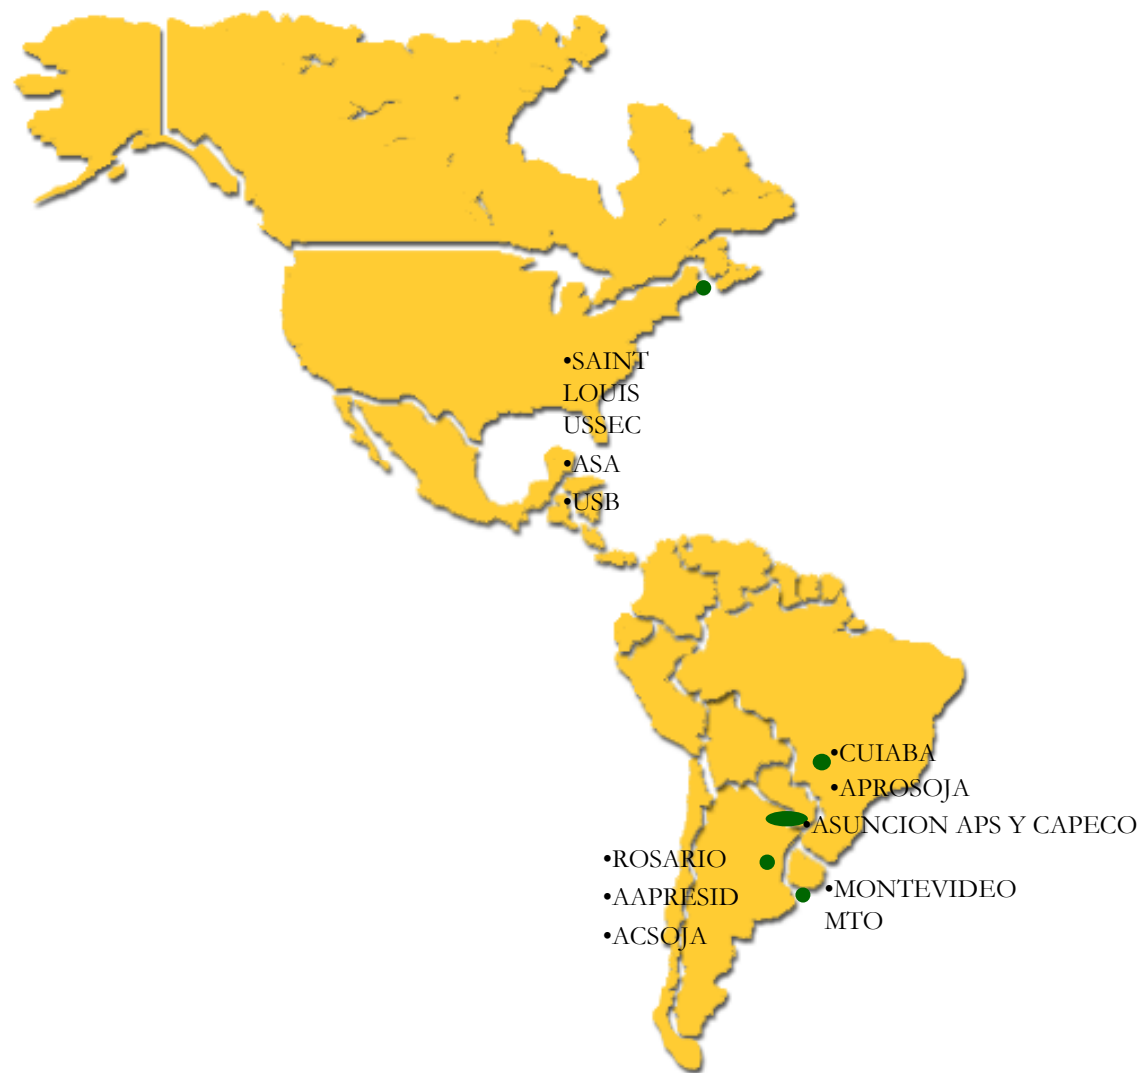 •SAINT
LOUIS
USSEC
•ASA
•USB
•CUIABA
•APROSOJA
•ASUNCION APS Y CAPECO
•ROSARIO
•AAPRESID
•ACSOJA
•MONTEVIDEO
MTO